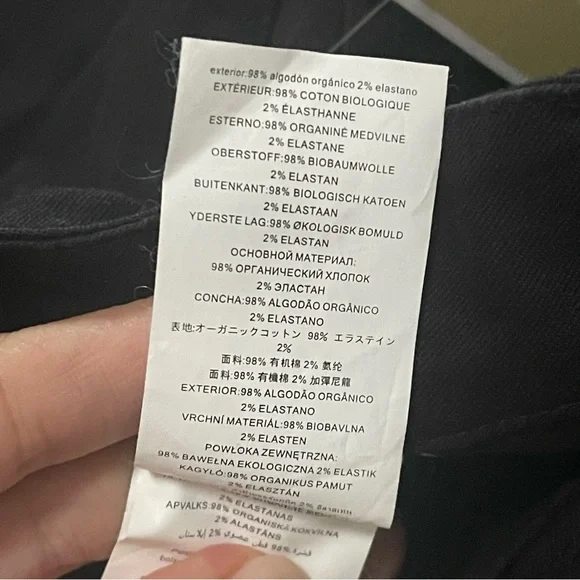 exterior:98% algodón orgánico 2% elastano
EXTÉRIEUR:98% COTON BIOLOGIQUE
2% ÉLASTHANNE
ESTERNO:98% ORGANINĖ MEDVILNĖ
2% ELASTANE
OBERSTOFF:98% BIOBAUMWOLLE
2% ELASTAN
BUITENKANT:98% BIOLOGISCH KATOEN
2% ELASTAAN
YDERSTE LAG:98% ØKOLOGISK BOMULD
2% ELASTAN
ОСНОВНОЙ МАТЕРИАЛ:
98% ОРГАНИЧЕСКИЙ ХЛОПОК
2% ЭЛАСТАН
CONCHA:98% ALGODÃO ORGÂNICO
2% ELASTANO
表地:オーガニックコットン 98% エラステイン
2%
面料:98% 有机棉 2% 氨纶
面料:98% 有機棉 2% 加彈尼龍
EXTERIOR:98% ALGODÃO ORGÂNICO
2% ELASTANO
VRCHNÍ MATERIÁL:98% BIOBAVLNA
2% ELASTEN
POWŁOKA ZEWNĘTRZNA:
98% BAWEŁNA EKOLOGICZNA 2% ELASTIK
KAGYLÓ:98% ORGANIKUS PAMUT
2% ELASZTÁN
2% ELASTANAS
APVALKS:98% ORGANISKĀ KOKVILNA
2% ALASTĀNS